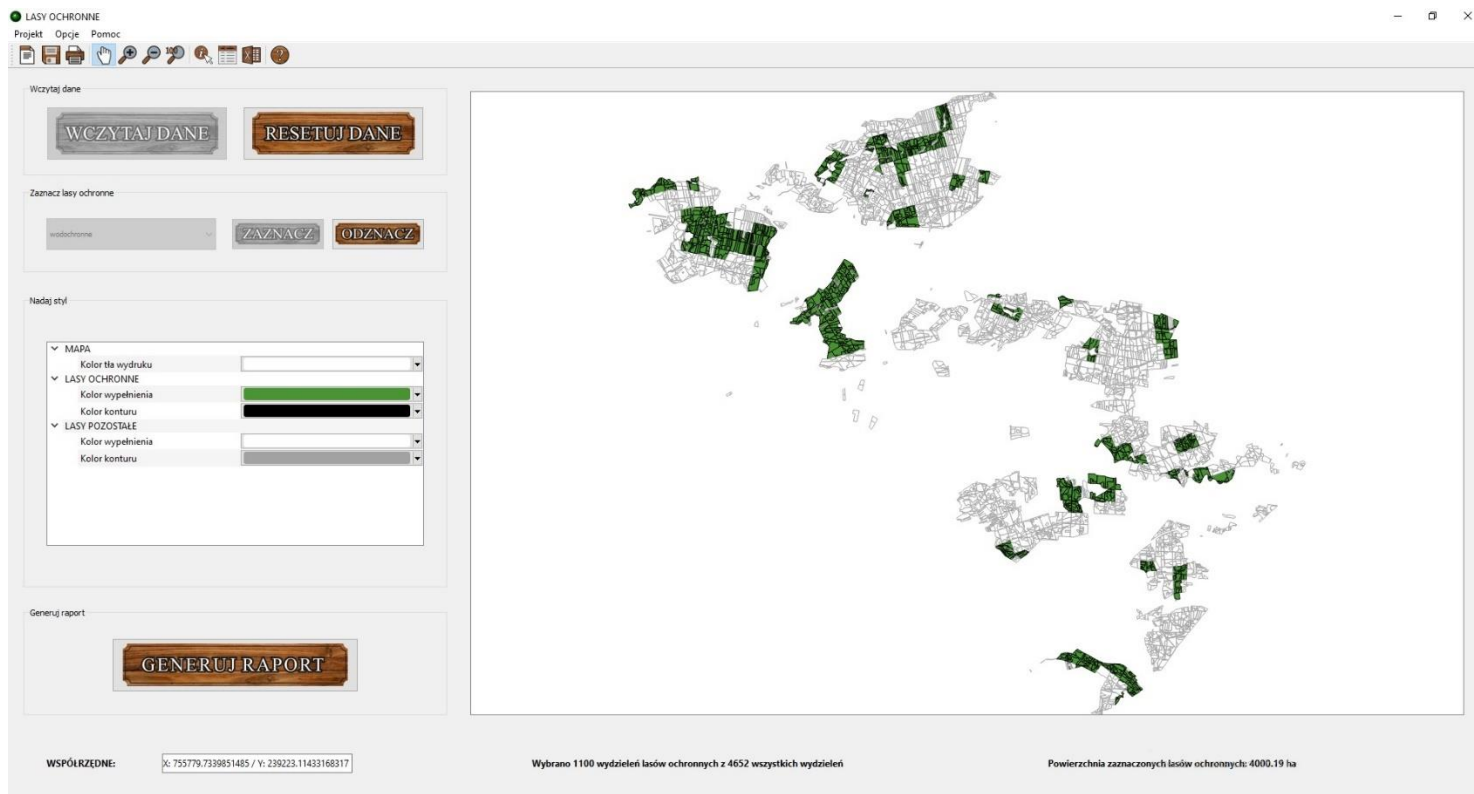 LASY OCHRONNE
Projekt Opcje Pomoc
100
Wczytaj dane
WCZYTAJ DANE RESETUJ DANE
Zaznacz lasy ochronne
wodochronne ZAZNACZ ODZNACZ
Nadaj styl
MAPA
Kolor tła wydruku
LASY OCHRONNE
Kolor wypełnienia
Kolor konturu
LASY POZOSTAŁE
Kolor wypełnienia
Kolor konturu
Generuj raport
GENERUJ RAPORT
WSPÓŁRZĘDNE: X: 755779.7339851485 / Y: 239223.11433168317 Wybrano 1100 wydzieleń lasów ochronnych z 4652 wszystkich wydzieleń Powierzchnia zaznaczonych lasów ochronnych: 4000.19 ha